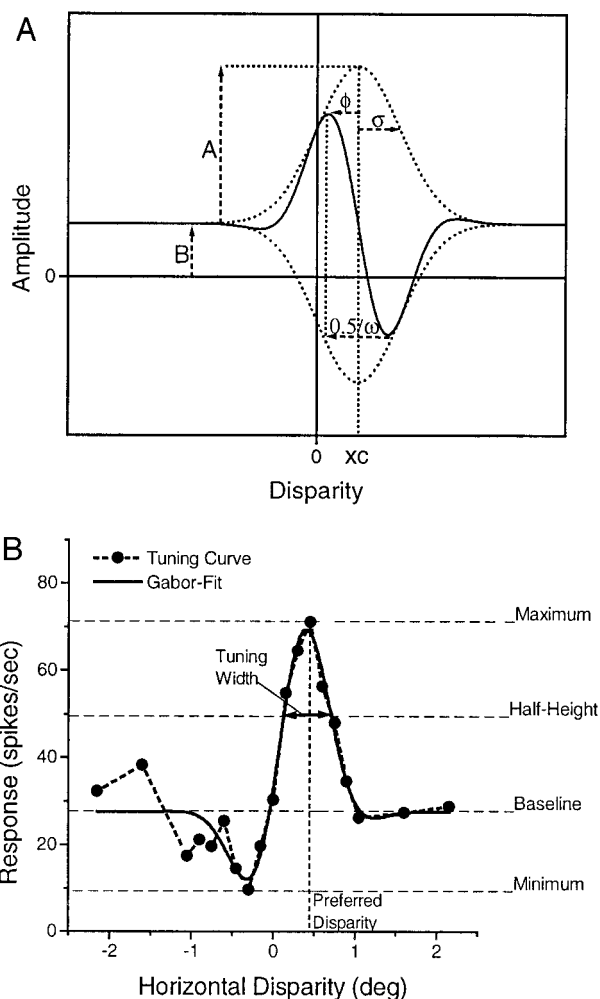 A
Amplitude
A
B
ϕ
σ
0.5/ω
0
0
xc
Disparity
B
Tuning Curve
Gabor-Fit
Response (spikes/sec)
80
60
40
20
0
Tuning
Width
Maximum
Half-Height
Baseline
Minimum
Preferred
Disparity
-2
-1
0
1
2
Horizontal Disparity (deg)